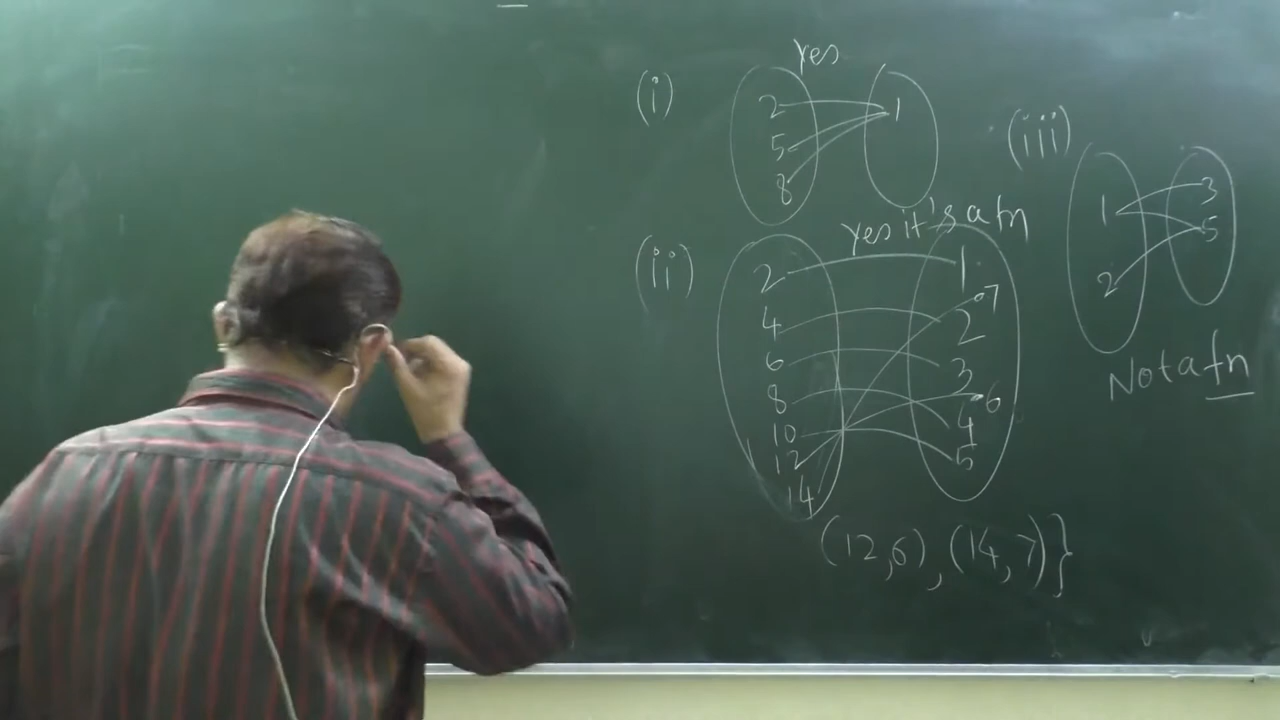 (i)
Yes
2 1
5
8
(ii)
Yes it's a fn
2 1
7
4 2
6 3
6
8 4
10 5
12
14
(12,6), (14,7)}
(iii)
1 3
2 5
Not a fn